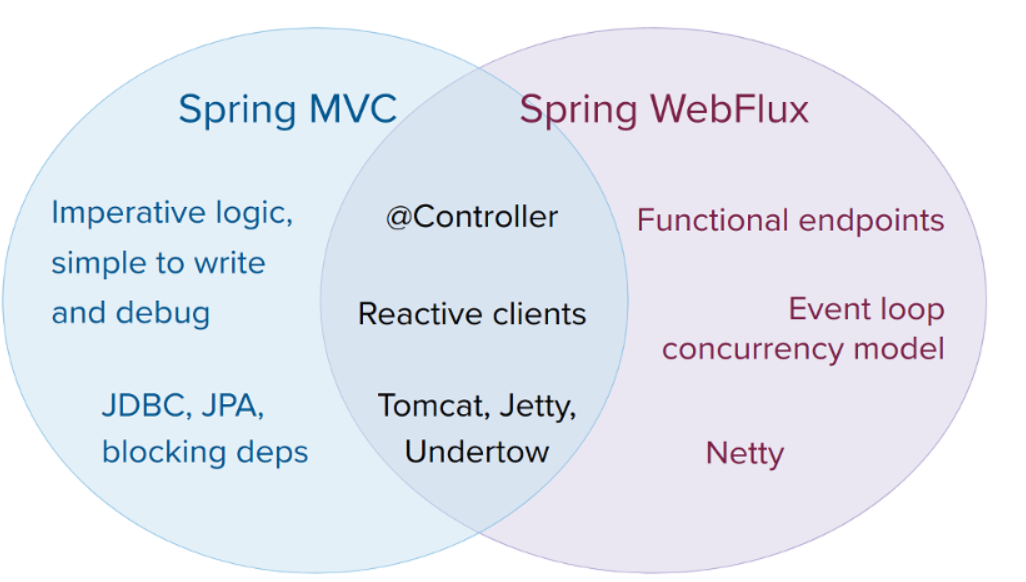 Spring MVC
Spring WebFlux
Imperative logic,
simple to write
and debug
JDBC, JPA,
blocking deps
@Controller
Reactive clients
Tomcat, Jetty,
Undertow
Functional endpoints
Event loop
concurrency model
Netty